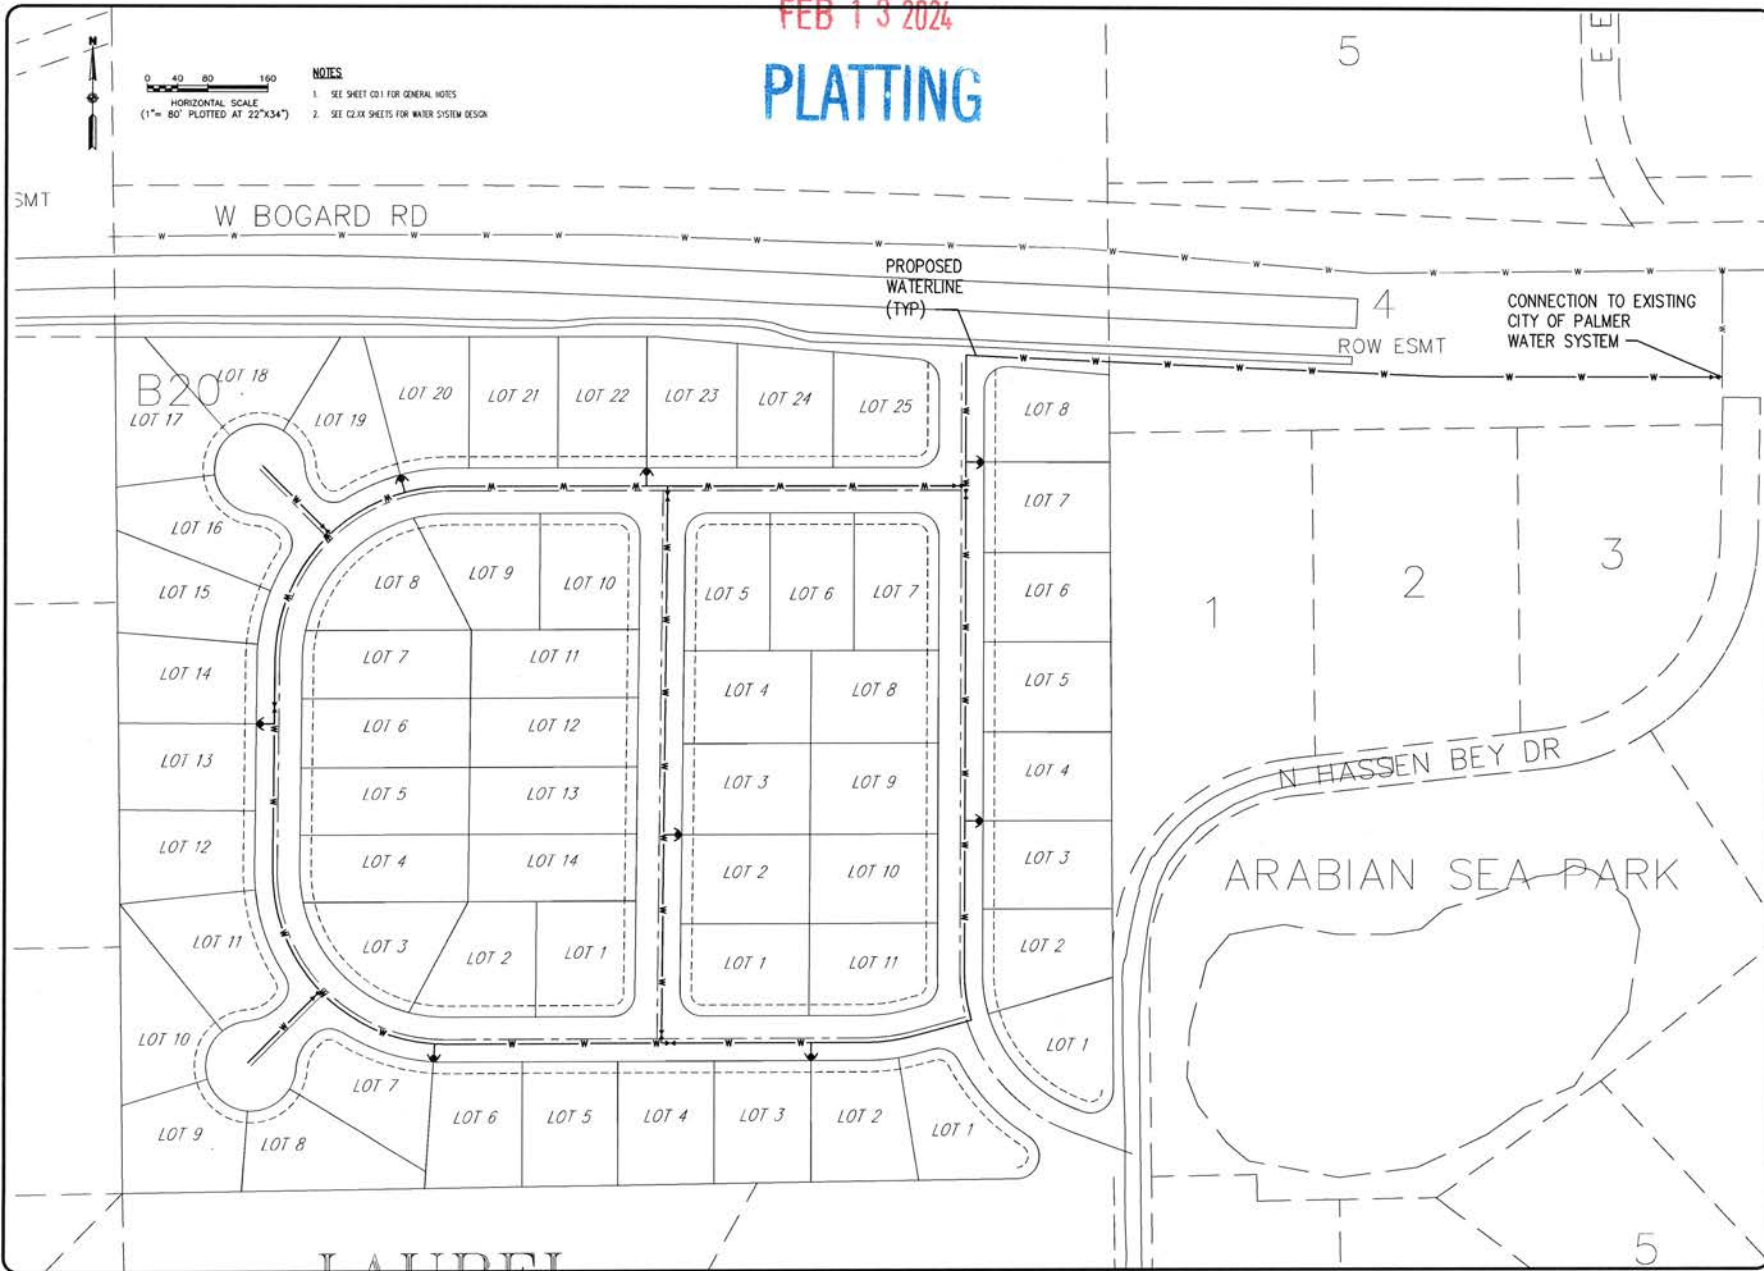 FEB 13 2024
PLATTING
N
0 40 80 160
HORIZONTAL SCALE
(1"= 80' PLOTTED AT 22"X34")
NOTES
1. SEE SHEET C0.1 FOR GENERAL NOTES
2. SEE C2.XX SHEETS FOR WATER SYSTEM DESIGN
5
SMT
W BOGARD RD
PROPOSED
WATERLINE
(TYP)
4
ROW ESMT
CONNECTION TO EXISTING
CITY OF PALMER
WATER SYSTEM
B20
LOT 18
LOT 17
LOT 19
LOT 20
LOT 21
LOT 22
LOT 23
LOT 24
LOT 25
LOT 8
LOT 7
LOT 6
LOT 5
LOT 4
LOT 3
LOT 2
LOT 1
LOT 16
LOT 15
LOT 14
LOT 13
LOT 12
LOT 11
LOT 10
LOT 9
LOT 8
LOT 7
LOT 6
LOT 5
LOT 4
LOT 3
LOT 2
LOT 1
LOT 8
LOT 9
LOT 10
LOT 7
LOT 11
LOT 6
LOT 12
LOT 5
LOT 13
LOT 4
LOT 14
LOT 3
LOT 2
LOT 1
LOT 5
LOT 6
LOT 7
LOT 4
LOT 8
LOT 3
LOT 9
LOT 2
LOT 10
LOT 1
LOT 11
1
2
3
N HASSEN BEY DR
ARABIAN SEA PARK
5
LAUREL